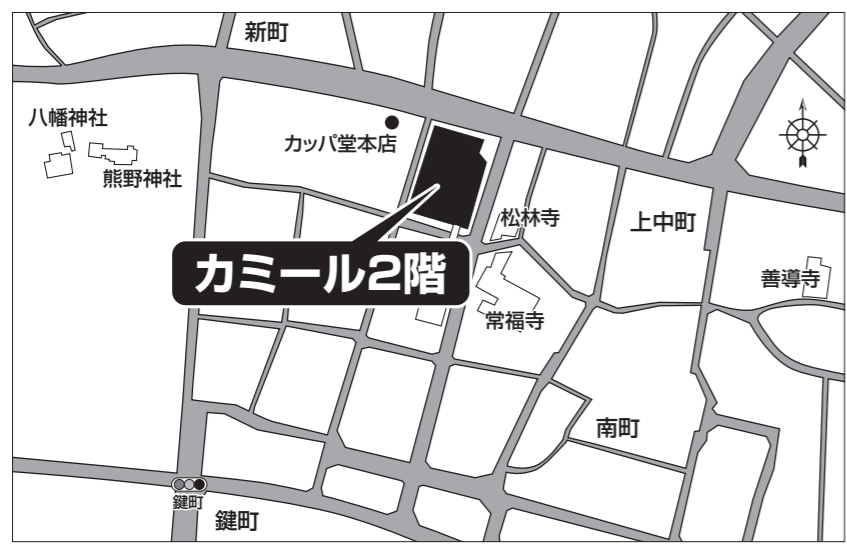 新町
八幡神社
カッパ堂本店
熊野神社
松林寺
上中町
カミール2階
善導寺
常福寺
南町
鍵町
鍵町